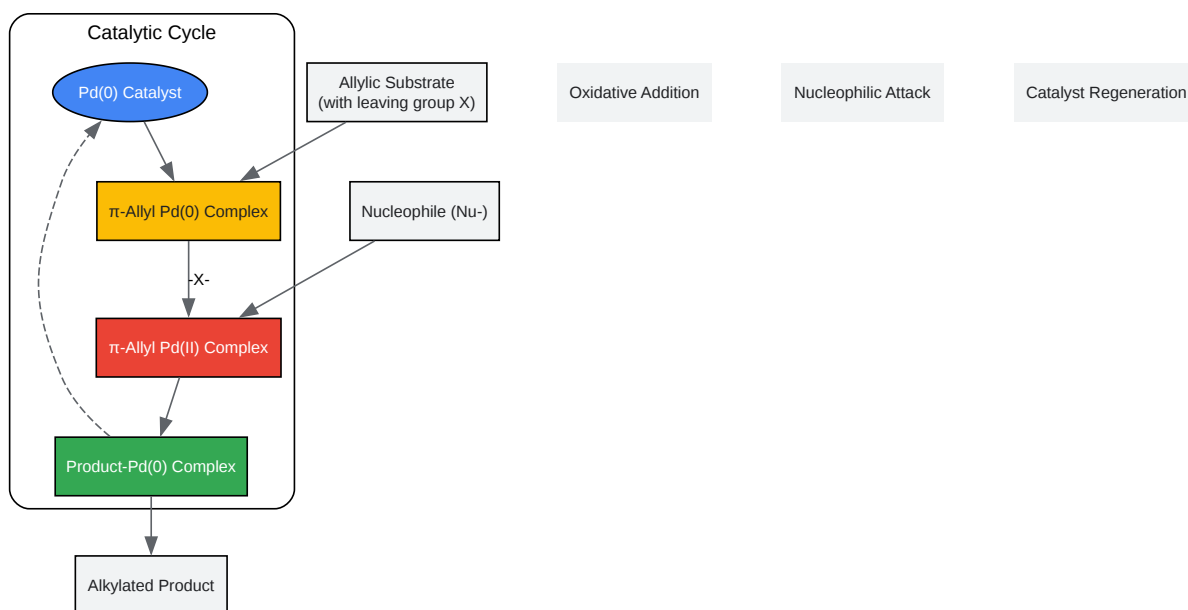 Catalytic Cycle
Pd(0) Catalyst
Allylic Substrate
(with leaving group X)
Oxidative Addition
Nucleophilic Attack
Catalyst Regeneration
π-Allyl Pd(0) Complex
Nucleophile (Nu-)
-X-
π-Allyl Pd(II) Complex
Product-Pd(0) Complex
Alkylated Product